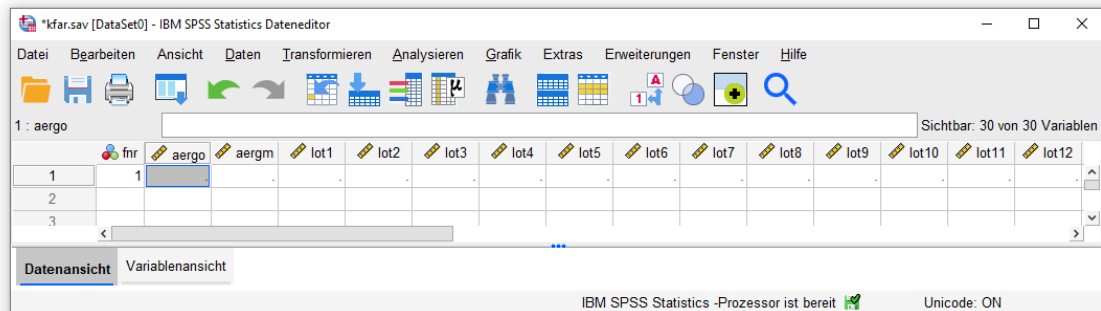 *kfar.sav [DataSet0] - IBM SPSS Statistics Dateneditor
Datei Bearbeiten Ansicht Daten Transformieren Analysieren Grafik Extras Erweiterungen Fenster Hilfe
µ A 1
1 : aergo Sichtbar: 30 von 30 Variablen
fnr aergo aergm lot1 lot2 lot3 lot4 lot5 lot6 lot7 lot8 lot9 lot10 lot11 lot12
1 1 . . . . . . . . . . . . . .
2
3
Datenansicht Variablenansicht
IBM SPSS Statistics -Prozessor ist bereit Unicode: ON